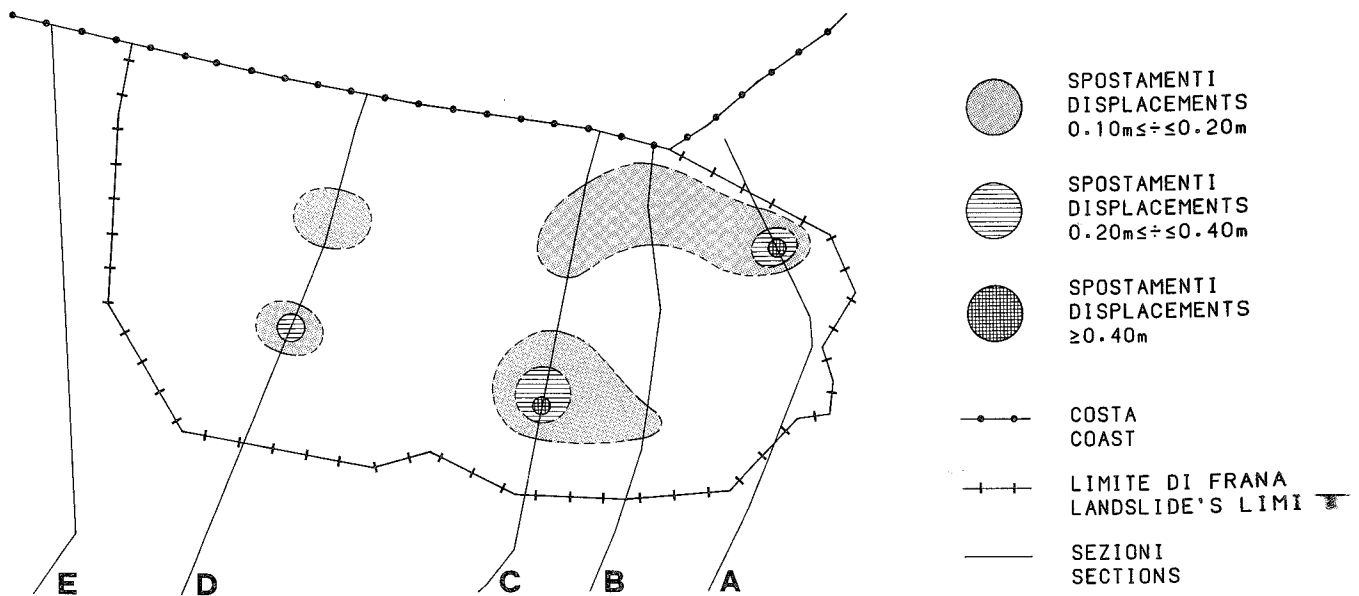 SPOSTAMENTI
DISPLACEMENTS
0.10m≤÷≤0.20m
SPOSTAMENTI
DISPLACEMENTS
0.20m≤÷≤0.40m
SPOSTAMENTI
DISPLACEMENTS
≥0.40m
COSTA
COAST
LIMITE DI FRANA
LANDSLIDE'S LIMI T
SEZIONI
SECTIONS
E D C B A